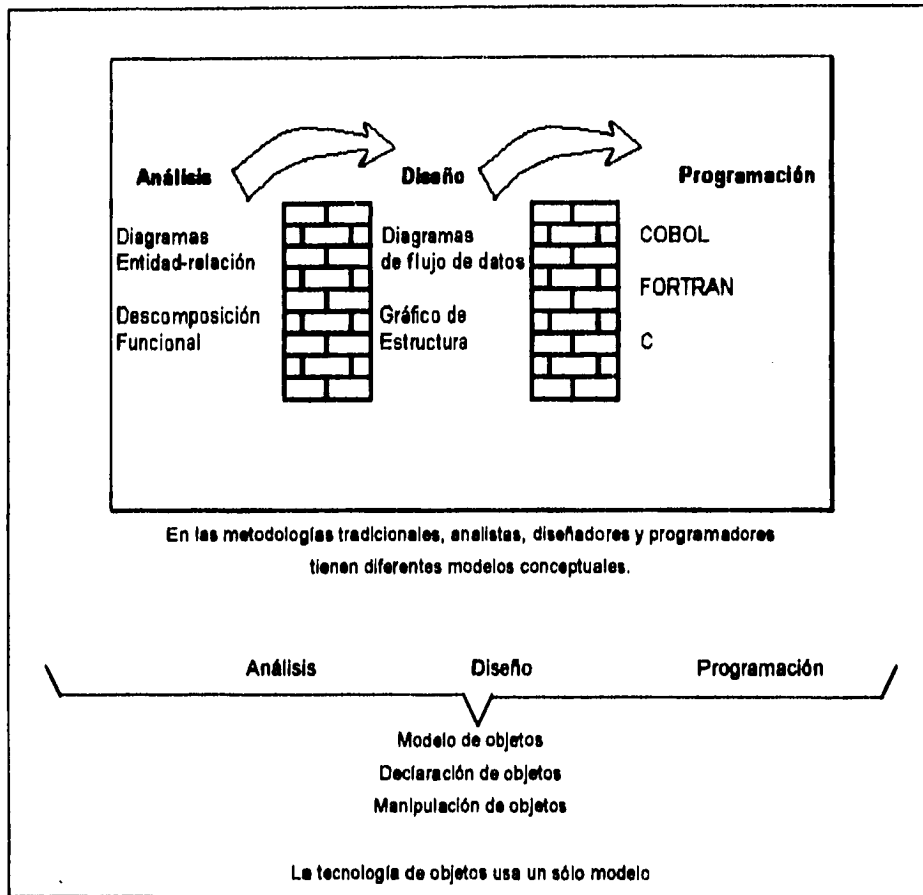 Análisis
Diseño
Programación
Diagramas
Entidad-relación
Descomposición
Funcional
Diagramas
de flujo de datos
Gráfico de
Estructura
COBOL
FORTRAN
C
En las metodologías tradicionales, analistas, diseñadores y programadores
tienen diferentes modelos conceptuales.
Análisis Diseño Programación
Modelo de objetos
Declaración de objetos
Manipulación de objetos
La tecnología de objetos usa un sólo modelo